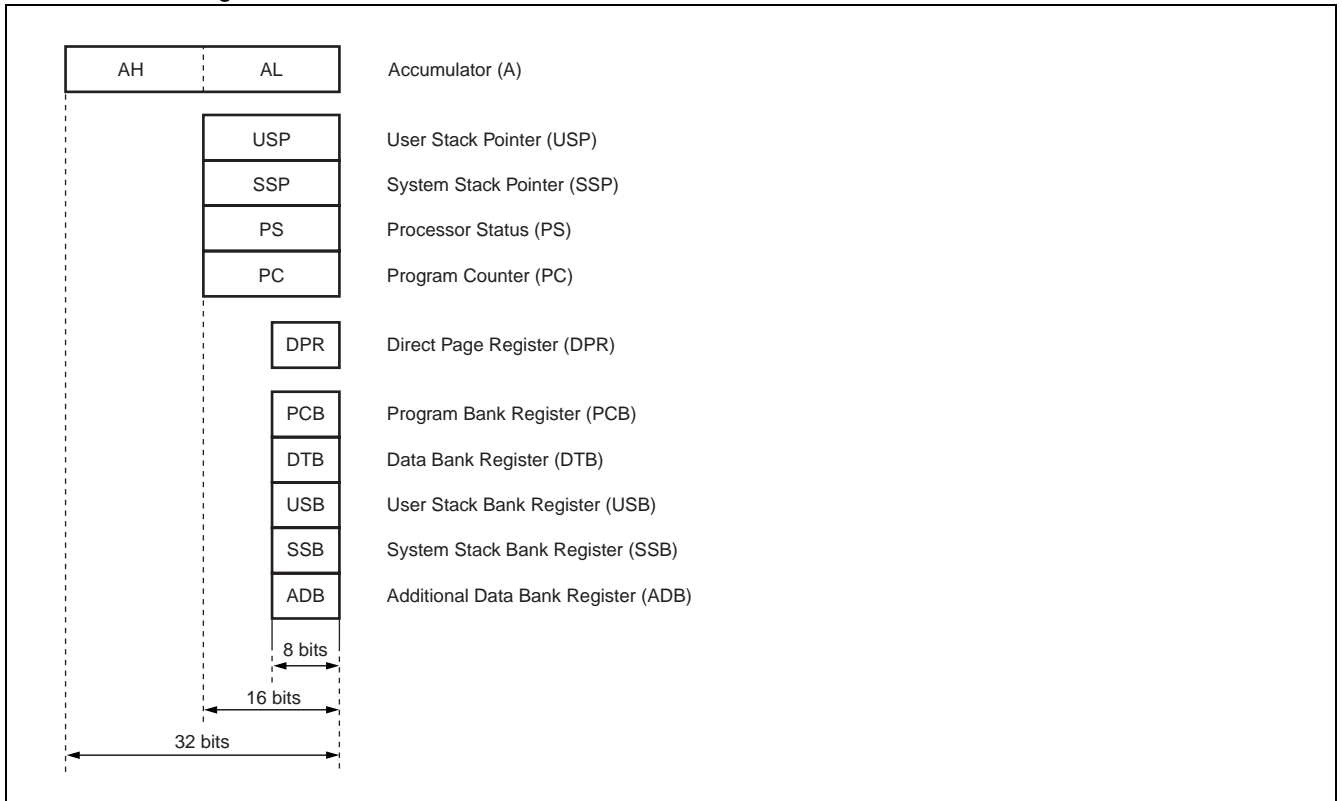 AH AL Accumulator (A)
USP User Stack Pointer (USP)
SSP System Stack Pointer (SSP)
PS Processor Status (PS)
PC Program Counter (PC)
DPR Direct Page Register (DPR)
PCB Program Bank Register (PCB)
DTB Data Bank Register (DTB)
USB User Stack Bank Register (USB)
SSB System Stack Bank Register (SSB)
ADB Additional Data Bank Register (ADB)
8 bits
16 bits
32 bits